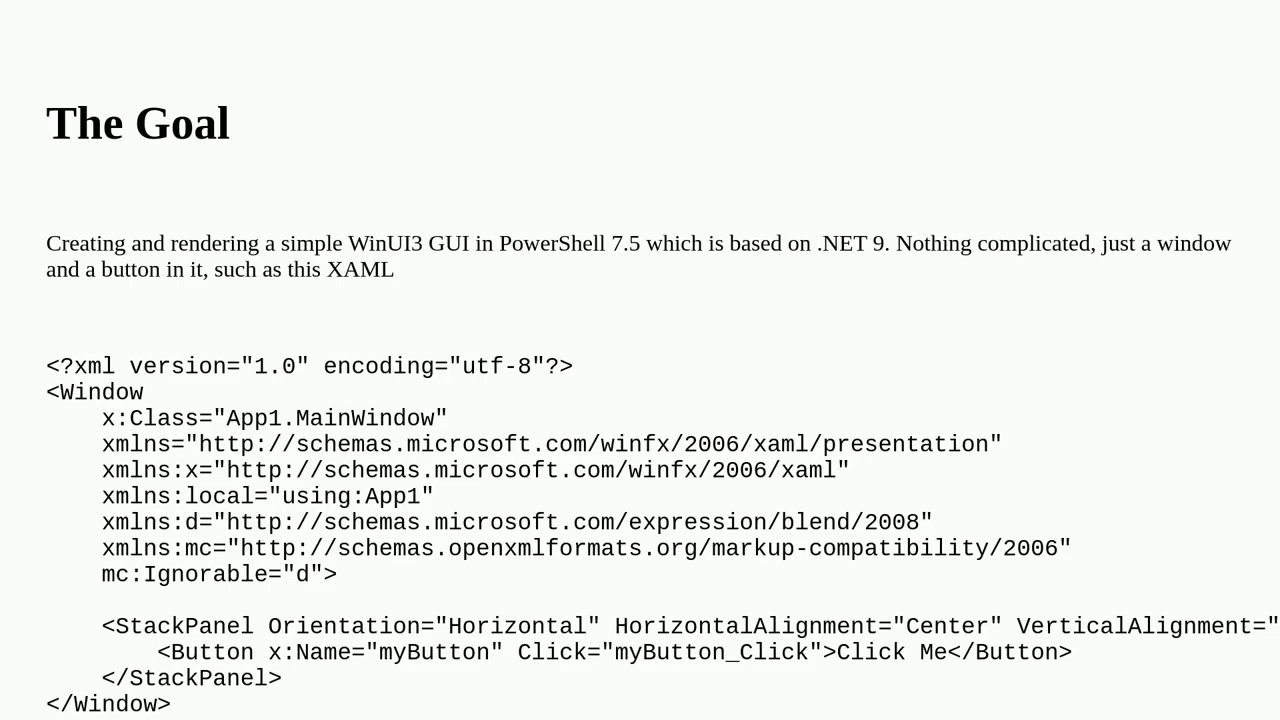 The Goal
Creating and rendering a simple WinUI3 GUI in PowerShell 7.5 which is based on .NET 9. Nothing complicated, just a window
and a button in it, such as this XAML
<?xml version="1.0" encoding="utf-8"?>
<Window
    x:Class="App1.MainWindow"
    xmlns="http://schemas.microsoft.com/winfx/2006/xaml/presentation"
    xmlns:x="http://schemas.microsoft.com/winfx/2006/xaml"
    xmlns:local="using:App1"
    xmlns:d="http://schemas.microsoft.com/expression/blend/2008"
    xmlns:mc="http://schemas.openxmlformats.org/markup-compatibility/2006"
    mc:Ignorable="d">
    <StackPanel Orientation="Horizontal" HorizontalAlignment="Center" VerticalAlignment="
        <Button x:Name="myButton" Click="myButton_Click">Click Me</Button>
    </StackPanel>
</Window>